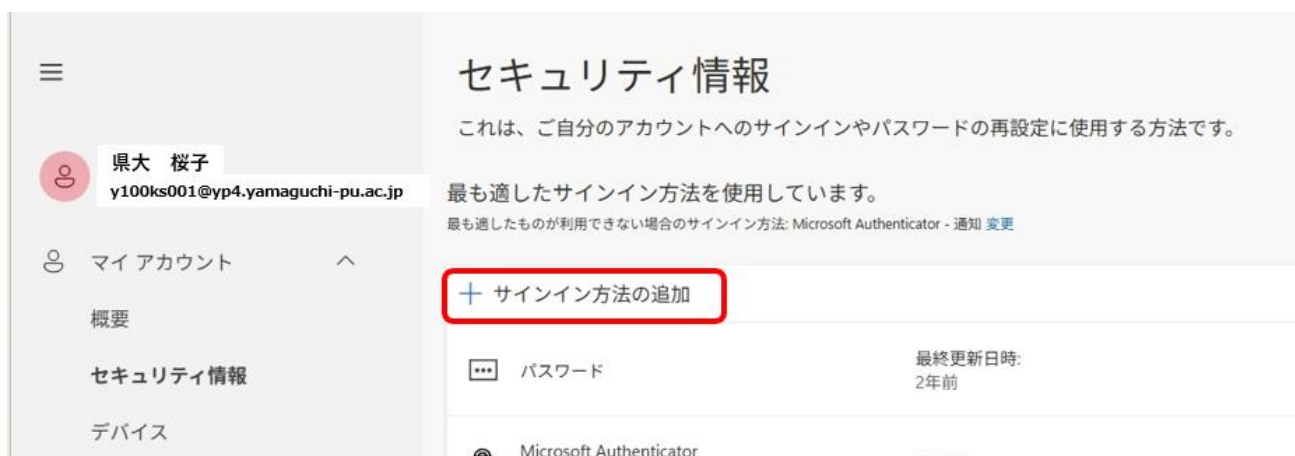 セキュリティ情報
これは、ご自分のアカウントへのサインインやパスワードの再設定に使用する方法です。
県大 桜子
y100ks001@yp4.yamaguchi-pu.ac.jp
最も適したサインイン方法を使用しています。
最も適したものが利用できない場合のサインイン方法: Microsoft Authenticator - 通知 変更
マイ アカウント
概要
セキュリティ情報
デバイス
+ サインイン方法の追加
パスワード
最終更新日時:
2年前
Microsoft Authenticator